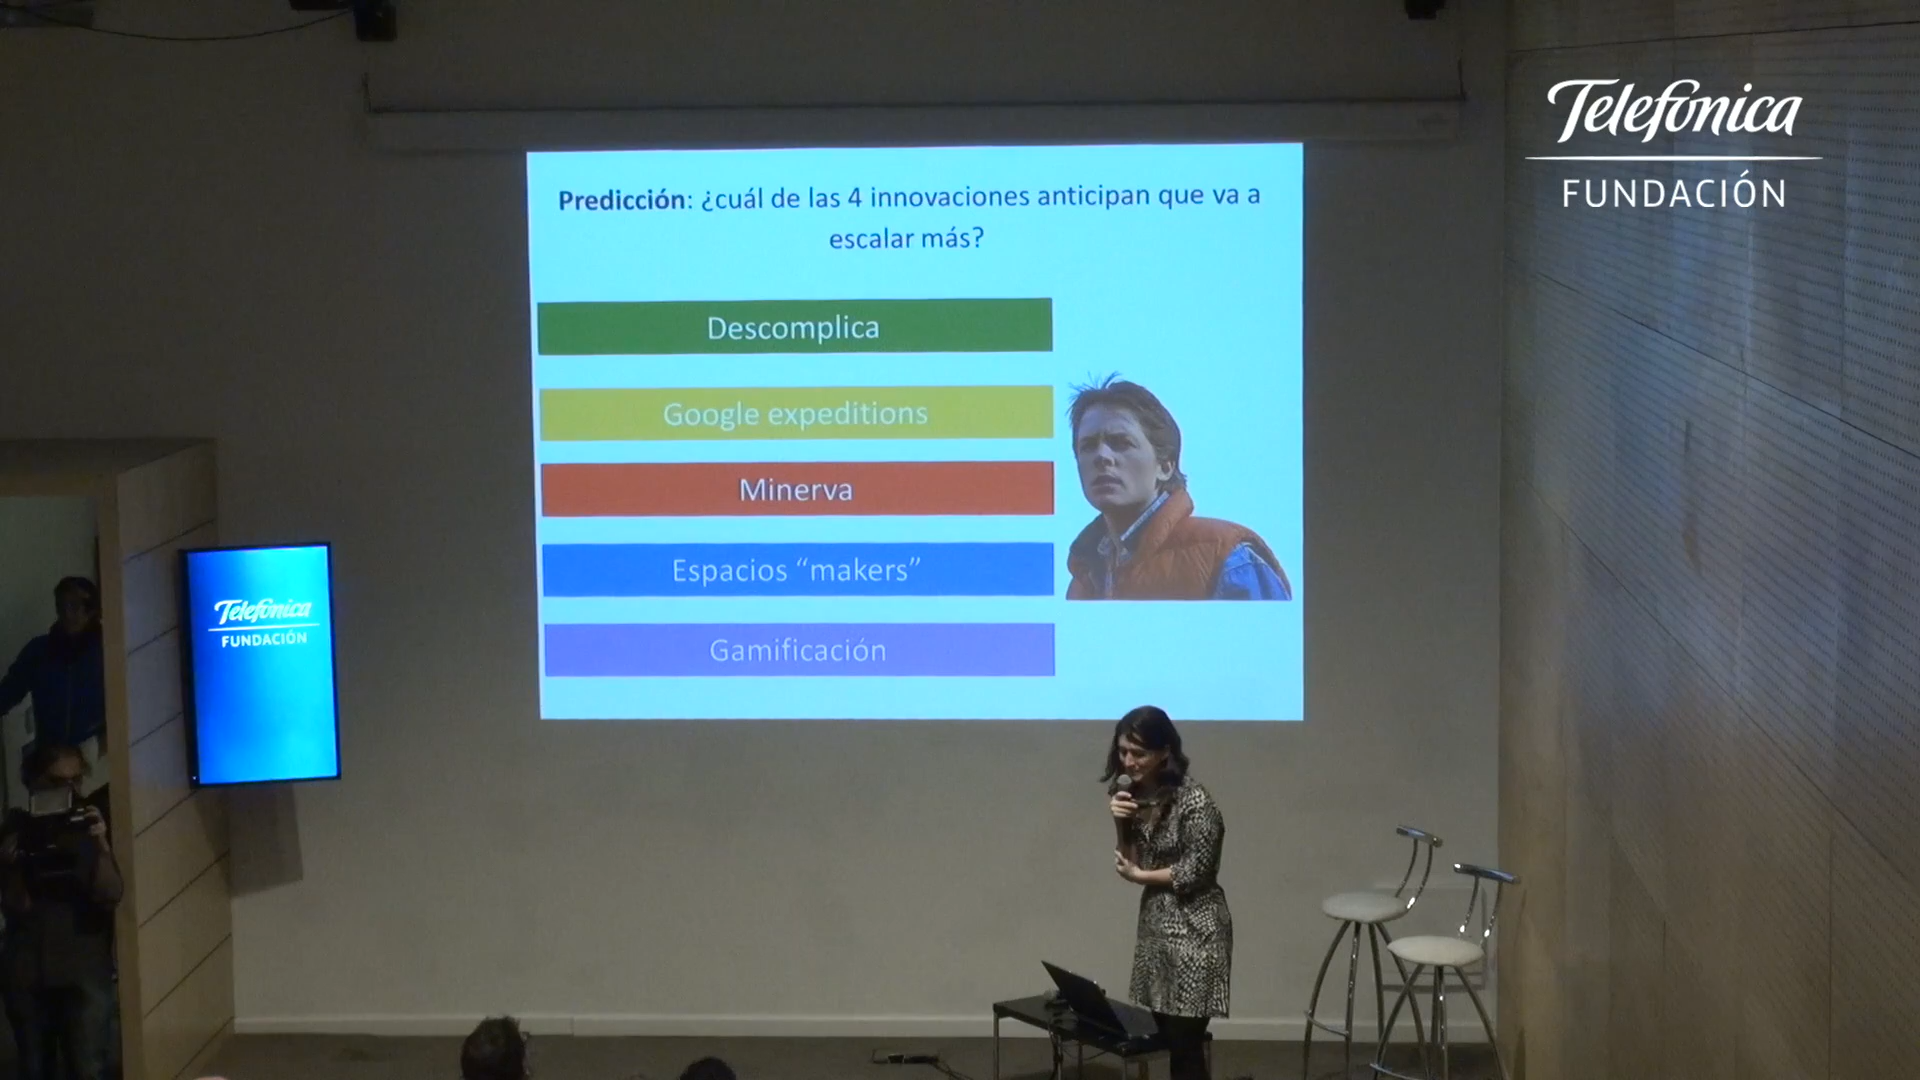 Telefónica
FUNDACIÓN
Predicción: ¿cuál de las 4 innovaciones anticipan que va a
escalar más?
Descomplica
Google expeditions
Minerva
Espacios “makers”
Gamificación
Telefónica
FUNDACIÓN